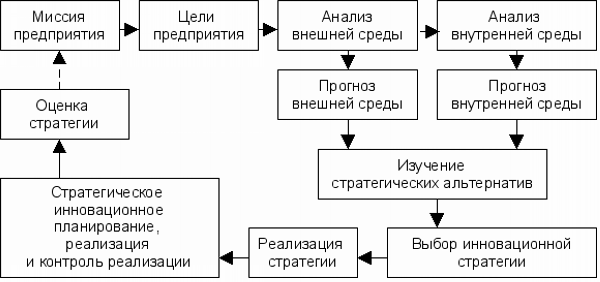 Миссия
предприятия
Цели
предприятия
Анализ
внешней среды
Анализ
внутренней среды
Прогноз
внешней среды
Прогноз
внутренней среды
Оценка
стратегии
Изучение
стратегических альтернатив
Стратегическое
инновационное
планирование,
реализация
и контроль реализации
Реализация
стратегии
Выбор инновационной
стратегии